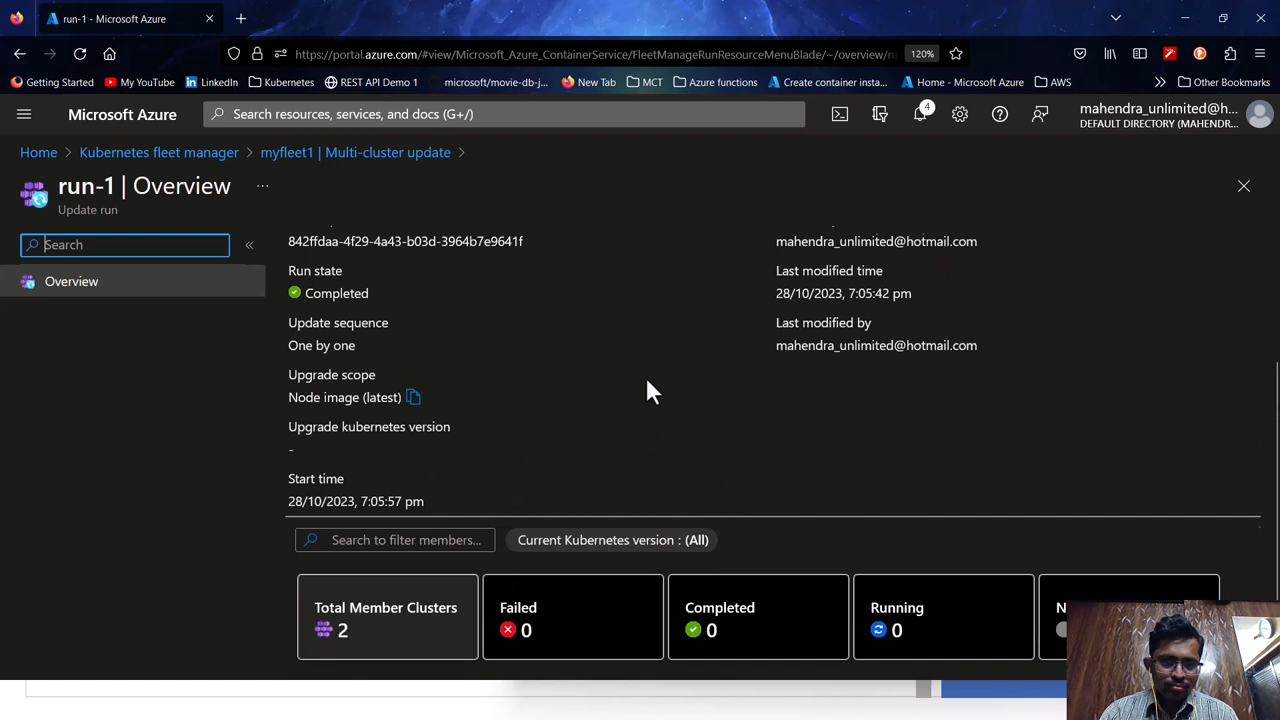 run-1 - Microsoft Azure
https://portal.azure.com/#view/Microsoft_Azure_ContainerService/FleetManageRunResourceMenuBlade/~/overview/ru
120%
Getting Started
My YouTube
LinkedIn
Kubernetes
REST API Demo 1
microsoft/movie-db-j...
New Tab
MCT
Azure functions
Create container insta...
Home - Microsoft Azure
AWS
Other Bookmarks
Microsoft Azure
Search resources, services, and docs (G+/)
4
mahendra_unlimited@h...
DEFAULT DIRECTORY (MAHENDR...
Home > Kubernetes fleet manager > myfleet1 | Multi-cluster update >
run-1 | Overview ...
Update run
Search
Overview
842ffdaa-4f29-4a43-b03d-3964b7e9641f
mahendra_unlimited@hotmail.com
Run state
Completed
Last modified time
28/10/2023, 7:05:42 pm
Update sequence
One by one
Last modified by
mahendra_unlimited@hotmail.com
Upgrade scope
Node image (latest)
Upgrade kubernetes version
-
Start time
28/10/2023, 7:05:57 pm
Search to filter members...
Current Kubernetes version : (All)
Total Member Clusters
2
Failed
0
Completed
0
Running
0